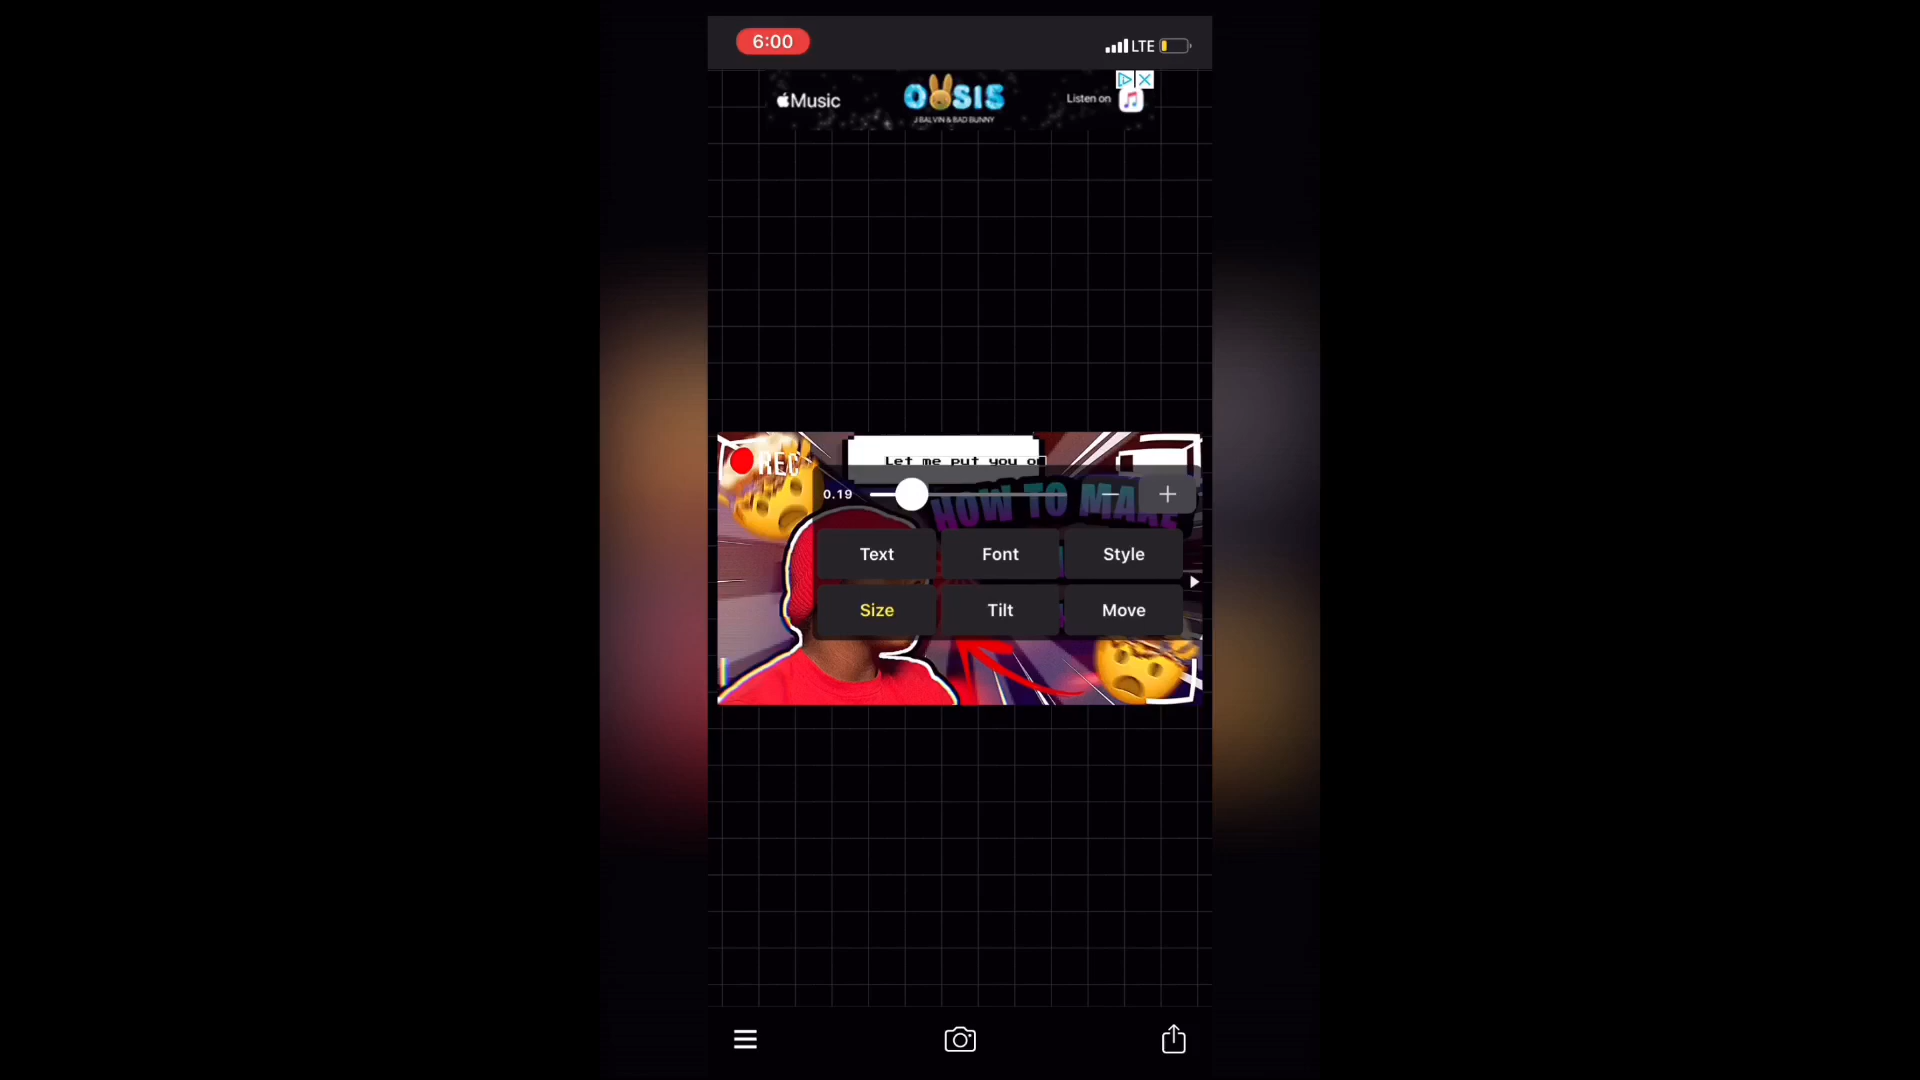 6:00
LTE
Music
OASIS
J BALVIN & BAD BUNNY
Listen on
REC
Let me put you o
0.19
HOW TO MAKE
Text
Font
Style
Size
Tilt
Move